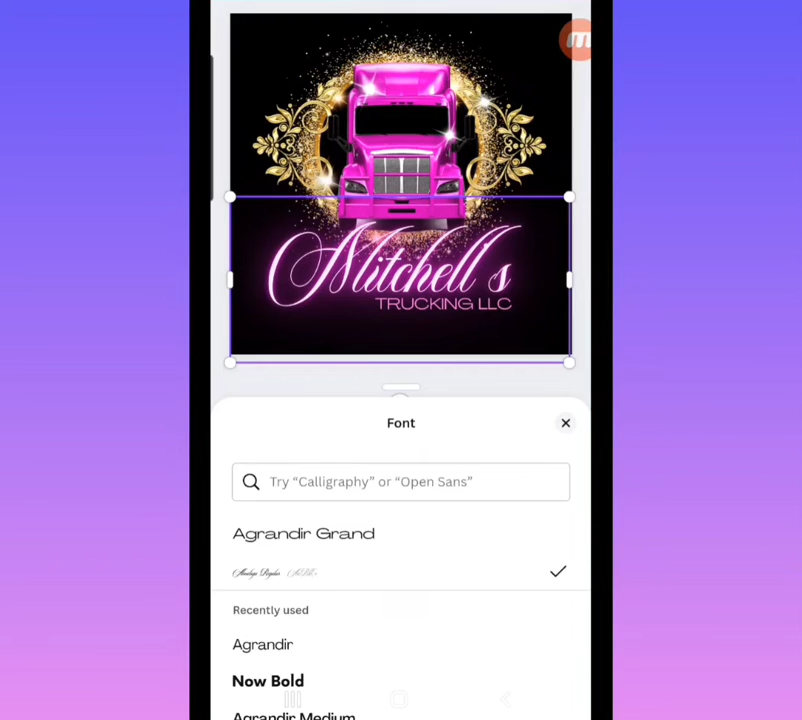 Mitchell's
TRUCKING LLC
Font
Try “Calligraphy” or “Open Sans”
Agrandir Grand
Recently used
Agrandir
Now Bold
Agrandir Medium